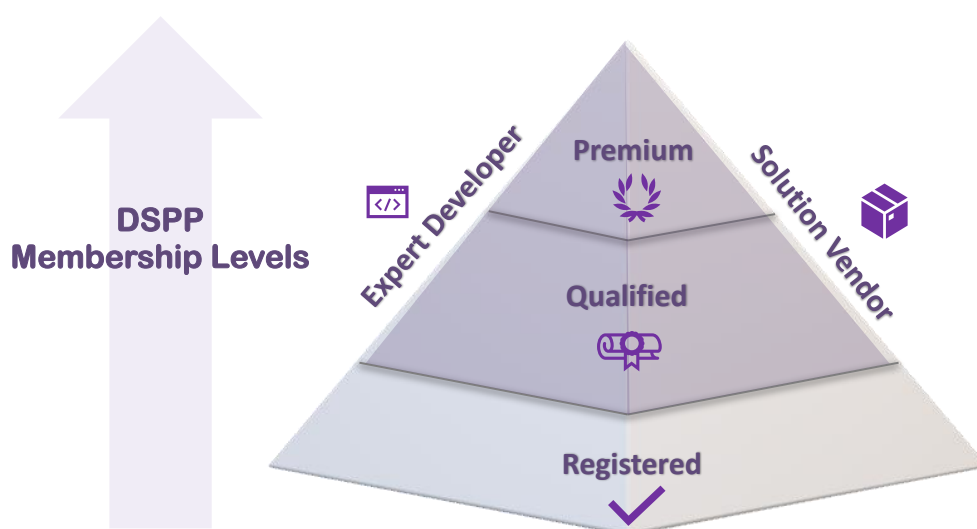 DSPP
Membership Levels
Expert Developer
</>
Premium
Solution Vendor
Qualified
Registered